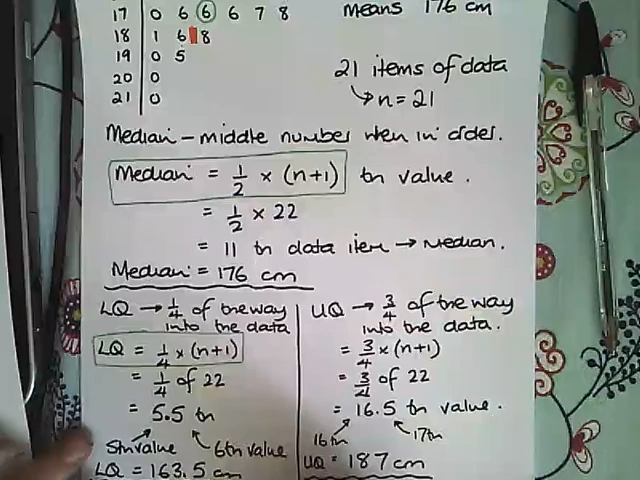 17 | 0 6 6 6 7 8
means 176 cm
18 | 1 6 8
19 | 0 5
20 | 0
21 | 0
21 items of data
→ n = 21
Median - middle number when in order.
Median = 1/2 × (n+1) th value.
= 1/2 × 22
= 11 th data item → Median.
Median = 176 cm
LQ → 1/4 of the way
into the data
LQ = 1/4 × (n+1)
= 1/4 of 22
= 5.5 th
5th value 6th value
LQ = 163.5 cm
UQ → 3/4 of the way
into the data.
= 3/4 × (n+1)
= 3/4 of 22
= 16.5 th value.
16th 17th
UQ = 187 cm